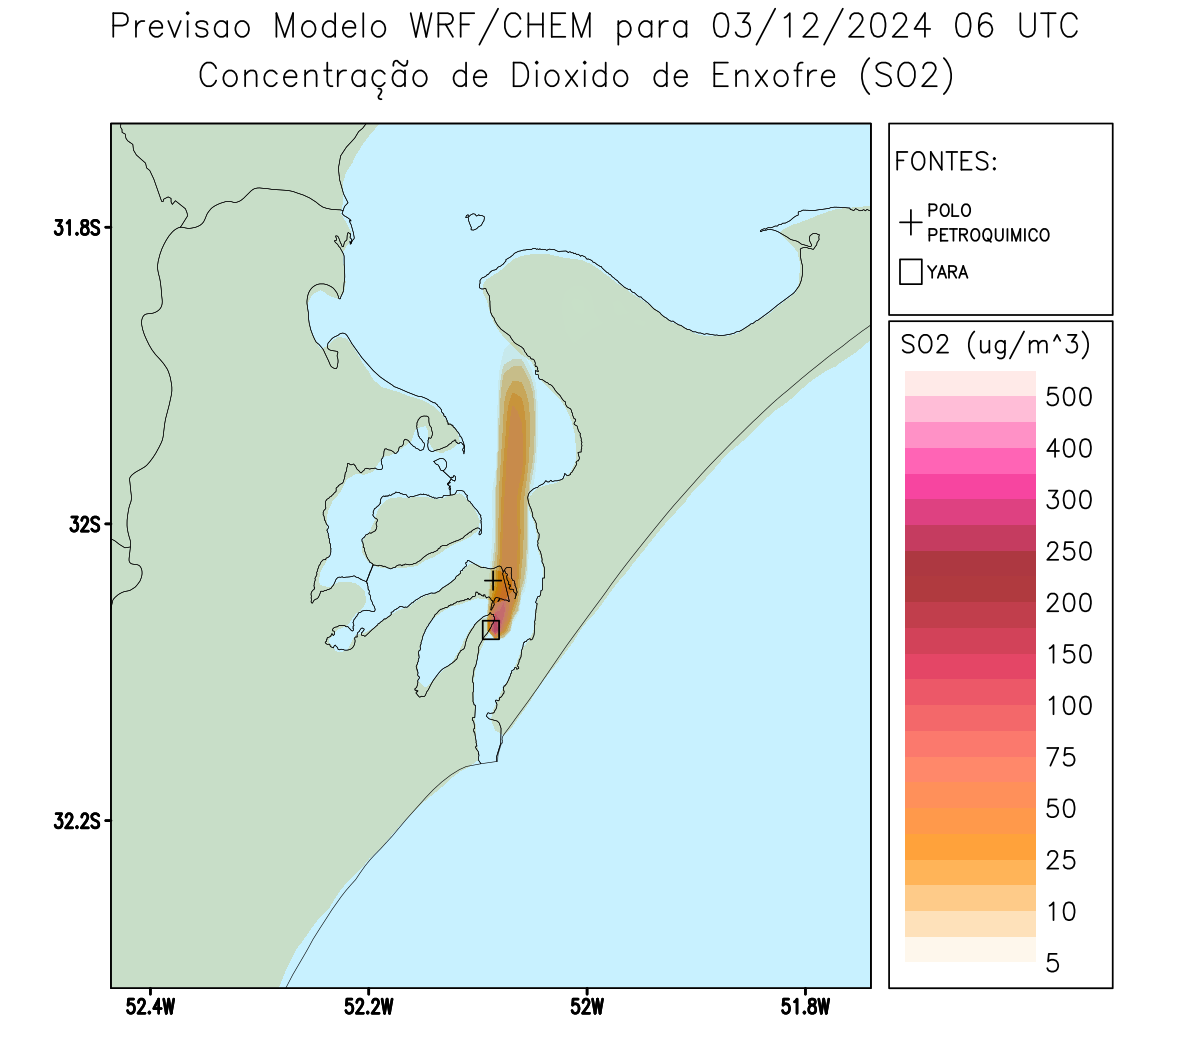 Previsao Modelo WRF/CHEM para 03/12/2024 06 UTC
Concentração de Dioxido de Enxofre (SO2)
FONTES:
POLO
PETROQUIMICO
YARA
31.8S
32S
32.2S
52.4W
52.2W
52W
51.8W
SO2 (ug/m^3)
500
400
300
250
200
150
100
75
50
25
10
5